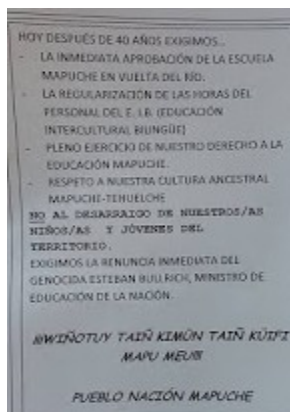 HOY DESPUÉS DE 40 AÑOS EXIGIMOS...
- LA INMEDIATA APROBACIÓN DE LA ESCUELA
MAPUCHE EN VUELTA DEL RÍO.
- LA REGULARIZACIÓN DE LAS HORAS DEL
PERSONAL DEL E. I.B. (EDUCACIÓN
INTERCULTURAL BILINGÜE)
- PLENO EJERCICIO DE NUESTRO DERECHO A LA
EDUCACIÓN MAPUCHE.
- RESPETO A NUESTRA CULTURA ANCESTRAL
MAPUCHE-TEHUELCHE
NO AL DESARRAIGO DE NUESTROS/AS
NIÑOS/AS Y JÓVENES DEL
TERRITORIO.
EXIGIMOS LA RENUNCIA INMEDIATA DEL
GENOCIDA ESTEBAN BULLRICH, MINISTRO DE
EDUCACIÓN DE LA NACIÓN.
¡¡¡WIÑOTUY TAIÑ KIMÜN TAIÑ KÜIFI
MAPU MEU!!!
PUEBLO NACIÓN MAPUCHE